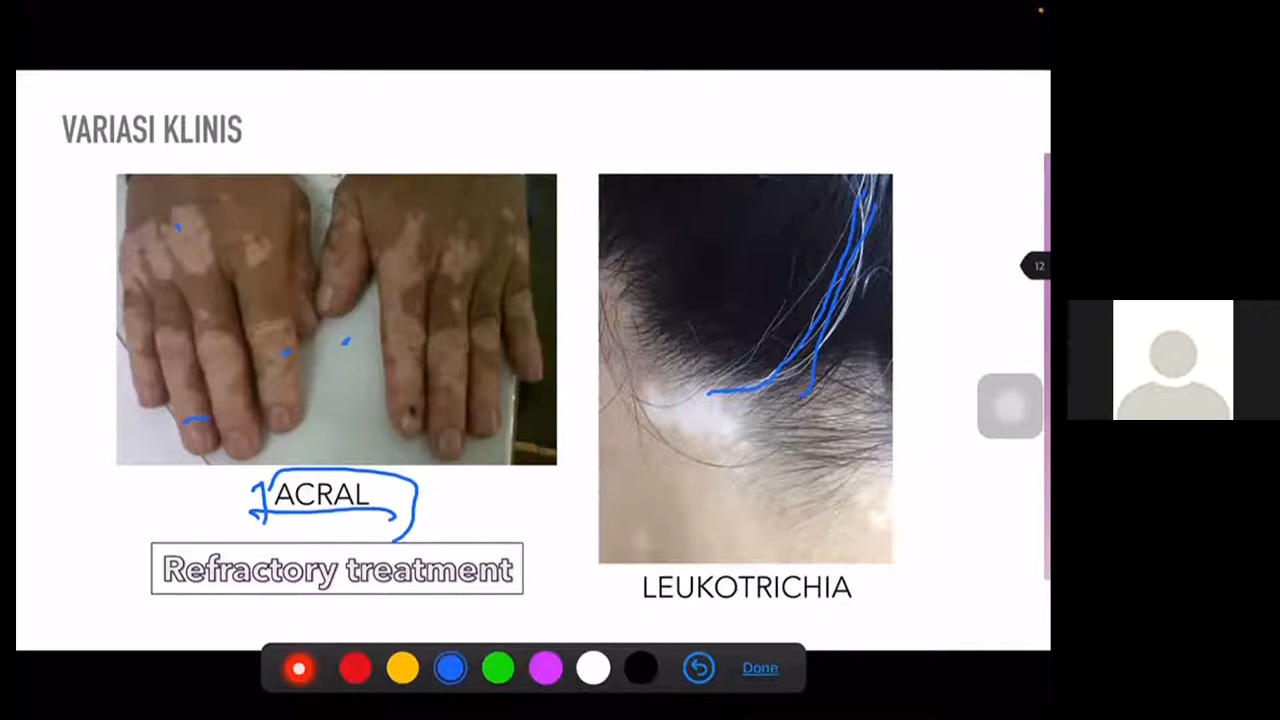 VARIASI KLINIS
12
ACRAL
Refractory treatment
LEUKOTRICHIA
Done